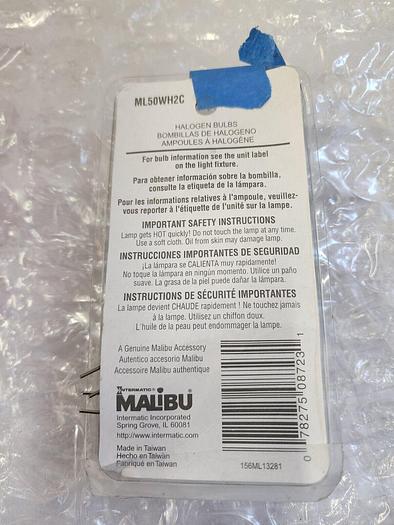 ML50WH2C
HALOGEN BULBS
BOMBILLAS DE HALOGENO
AMPOULES À HALOGÈNE
For bulb information see the unit label
on the light fixture.
Para obtener información sobre la bombilla,
consulte la etiqueta de la lámpara.
Pour les informations relatives à l'ampoule, veuillez-
vous reporter à l'étiquette de l'unité sur la lampe.
IMPORTANT SAFETY INSTRUCTIONS
Lamp gets HOT quickly! Do not touch the lamp at any time.
Use a soft cloth. Oil from skin may damage lamp.
INSTRUCCIONES IMPORTANTES DE SEGURIDAD
¡La lámpara se CALIENTA muy rapidamente!
No toque la lámpara en ningún momento. Utilice un paño
suave. La grasa de la piel puede dañar la lámpara.
INSTRUCTIONS DE SÉCURITÉ IMPORTANTES
La lampe devient CHAUDE rapidement ! Ne touchez jamais
à la lampe. Utilisez un chiffon doux.
L'huile de la peau peut endommager la lampe.
A Genuine Malibu Accessory
Autentico accesorio Malibu
Accessoire Malibu authentique
INTERMATIC®
MALIBU®
Intermatic Incorporated
Spring Grove, IL 60081
http://www.intermatic.com
Made in Taiwan
Hecho en Taiwan
Fabriqué en Taiwan
0 78275 08723 1
156ML13281